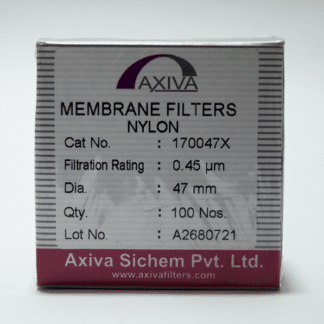 AXIVA
MEMBRANE FILTERS
NYLON
Cat No. : 170047X
Filtration Rating : 0.45 µm
Dia. : 47 mm
Qty. : 100 Nos.
Lot No. : A2680721
Axiva Sichem Pvt. Ltd.
www.axivafilters.com